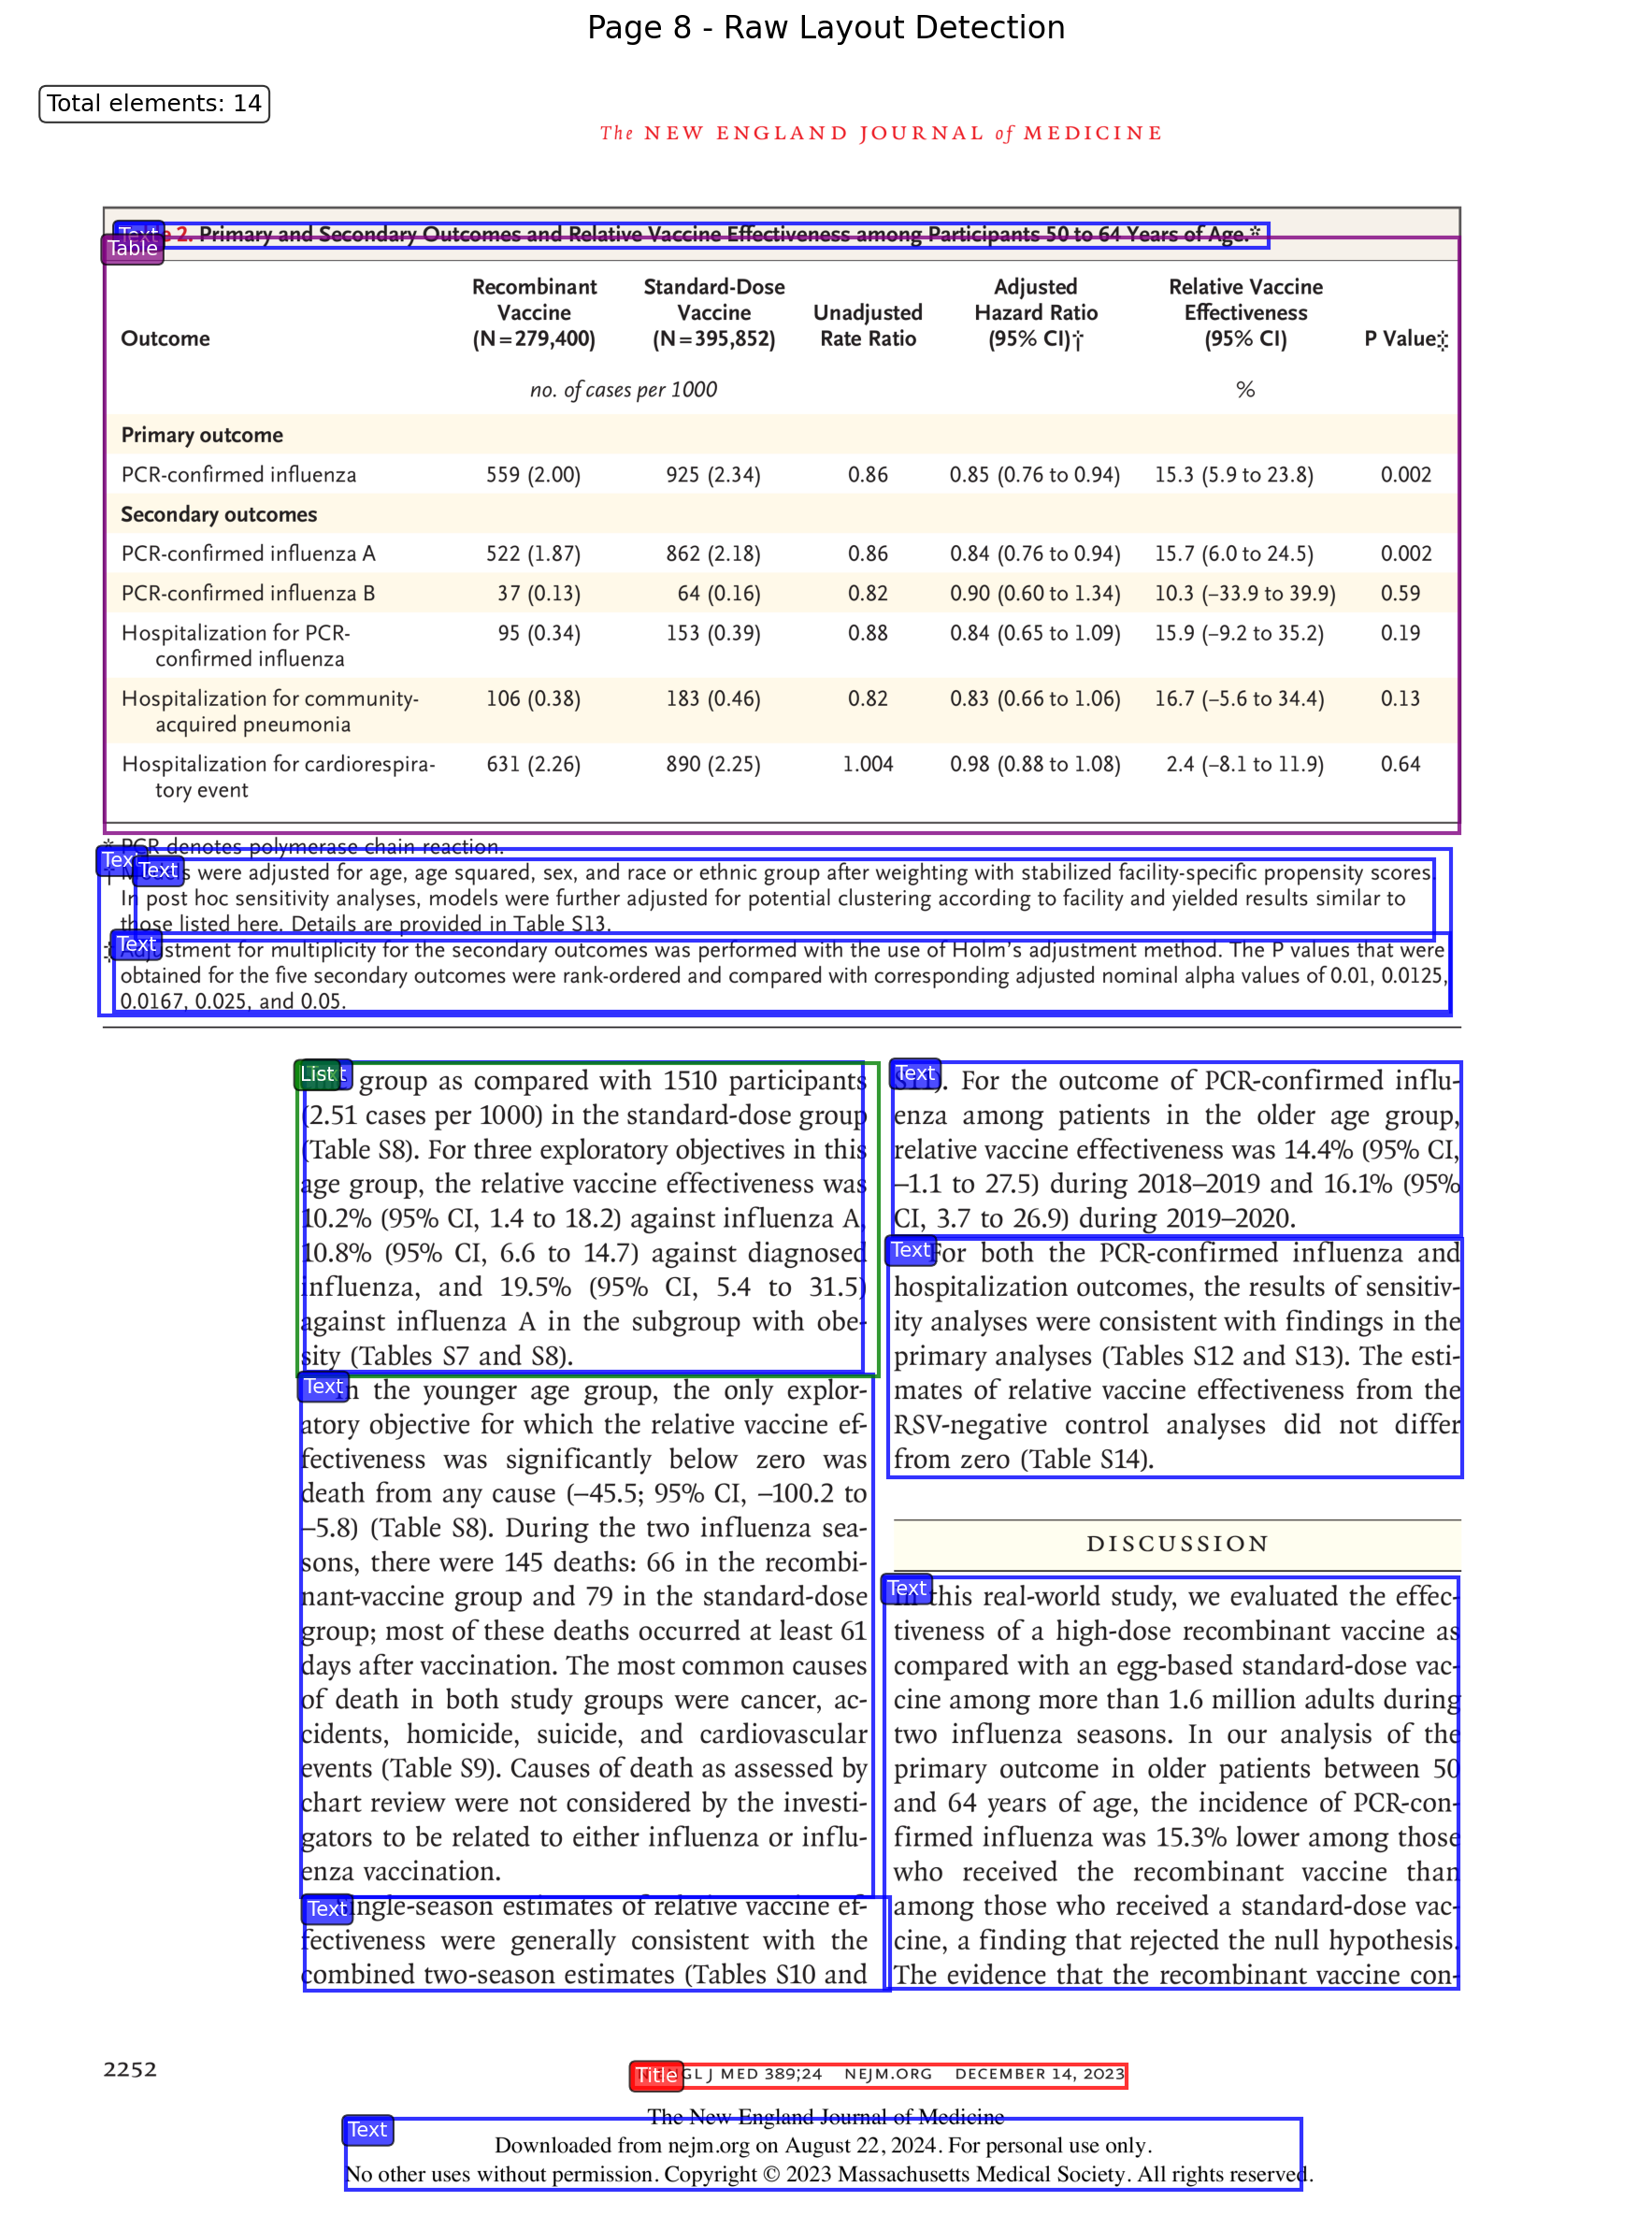 Page 8 - Raw Layout Detection
Total elements: 14
The NEW ENGLAND JOURNAL of MEDICINE
Text
2. Primary and Secondary Outcomes and Relative Vaccine Effectiveness among Participants 50 to 64 Years of Age.*
Table
Outcome Recombinant Vaccine (N=279,400) Standard-Dose Vaccine (N=395,852) Unadjusted Rate Ratio Adjusted Hazard Ratio (95% CI)† Relative Vaccine Effectiveness (95% CI) P Value‡
no. of cases per 1000 %
Primary outcome
PCR-confirmed influenza 559 (2.00) 925 (2.34) 0.86 0.85 (0.76 to 0.94) 15.3 (5.9 to 23.8) 0.002
Secondary outcomes
PCR-confirmed influenza A 522 (1.87) 862 (2.18) 0.86 0.84 (0.76 to 0.94) 15.7 (6.0 to 24.5) 0.002
PCR-confirmed influenza B 37 (0.13) 64 (0.16) 0.82 0.90 (0.60 to 1.34) 10.3 (–33.9 to 39.9) 0.59
Hospitalization for PCR- 95 (0.34) 153 (0.39) 0.88 0.84 (0.65 to 1.09) 15.9 (–9.2 to 35.2) 0.19
confirmed influenza
Hospitalization for community- 106 (0.38) 183 (0.46) 0.82 0.83 (0.66 to 1.06) 16.7 (–5.6 to 34.4) 0.13
acquired pneumonia
Hospitalization for cardiorespira- 631 (2.26) 890 (2.25) 1.004 0.98 (0.88 to 1.08) 2.4 (–8.1 to 11.9) 0.64
tory event
* PCR denotes polymerase chain reaction.
Text
Text
† were adjusted for age, age squared, sex, and race or ethnic group after weighting with stabilized facility-specific propensity scores.
In post hoc sensitivity analyses, models were further adjusted for potential clustering according to facility and yielded results similar to
those listed here. Details are provided in Table S13.
Text
‡ Adjustment for multiplicity for the secondary outcomes was performed with the use of Holm's adjustment method. The P values that were
obtained for the five secondary outcomes were rank-ordered and compared with corresponding adjusted nominal alpha values of 0.01, 0.0125,
0.0167, 0.025, and 0.05.
List
group as compared with 1510 participants
(2.51 cases per 1000) in the standard-dose group
(Table S8). For three exploratory objectives in this
age group, the relative vaccine effectiveness was
10.2% (95% CI, 1.4 to 18.2) against influenza A,
10.8% (95% CI, 6.6 to 14.7) against diagnosed
influenza, and 19.5% (95% CI, 5.4 to 31.5)
against influenza A in the subgroup with obe-
sity (Tables S7 and S8).
Text
In the younger age group, the only explor-
atory objective for which the relative vaccine ef-
fectiveness was significantly below zero was
death from any cause (–45.5; 95% CI, –100.2 to
–5.8) (Table S8). During the two influenza sea-
sons, there were 145 deaths: 66 in the recombi-
nant-vaccine group and 79 in the standard-dose
group; most of these deaths occurred at least 61
days after vaccination. The most common causes
of death in both study groups were cancer, ac-
cidents, homicide, suicide, and cardiovascular
events (Table S9). Causes of death as assessed by
chart review were not considered by the investi-
gators to be related to either influenza or influ-
enza vaccination.
Text
Single-season estimates of relative vaccine ef-
fectiveness were generally consistent with the
combined two-season estimates (Tables S10 and
Text
S11). For the outcome of PCR-confirmed influ-
enza among patients in the older age group,
relative vaccine effectiveness was 14.4% (95% CI,
–1.1 to 27.5) during 2018–2019 and 16.1% (95%
CI, 3.7 to 26.9) during 2019–2020.
Text
For both the PCR-confirmed influenza and
hospitalization outcomes, the results of sensitiv-
ity analyses were consistent with findings in the
primary analyses (Tables S12 and S13). The esti-
mates of relative vaccine effectiveness from the
RSV-negative control analyses did not differ
from zero (Table S14).
DISCUSSION
Text
In this real-world study, we evaluated the effec-
tiveness of a high-dose recombinant vaccine as
compared with an egg-based standard-dose vac-
cine among more than 1.6 million adults during
two influenza seasons. In our analysis of the
primary outcome in older patients between 50
and 64 years of age, the incidence of PCR-con-
firmed influenza was 15.3% lower among those
who received the recombinant vaccine than
among those who received a standard-dose vac-
cine, a finding that rejected the null hypothesis.
The evidence that the recombinant vaccine con-
2252
Title
GL J MED 389;24 NEJM.ORG DECEMBER 14, 2023
The New England Journal of Medicine
Text
Downloaded from nejm.org on August 22, 2024. For personal use only.
No other uses without permission. Copyright © 2023 Massachusetts Medical Society. All rights reserved.